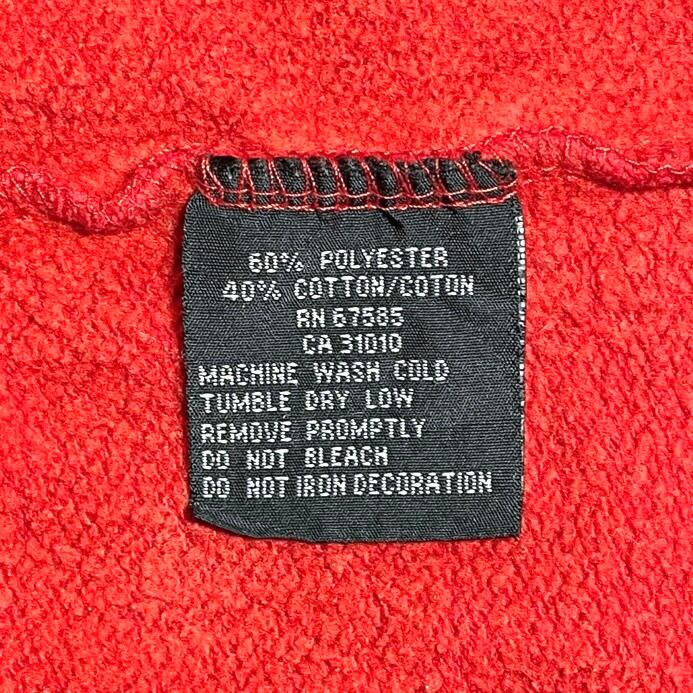 60% POLYESTER
40% COTTON/COTON
RN 67585
CA 31010
MACHINE WASH COLD
TUMBLE DRY LOW
REMOVE PROMPTLY
DO NOT BLEACH
DO NOT IRON DECORATION